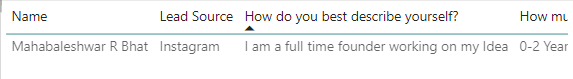 Name Lead Source How do you best describe yourself? How mu
Mahabaleshwar R Bhat Instagram I am a full time founder working on my Idea 0-2 Year